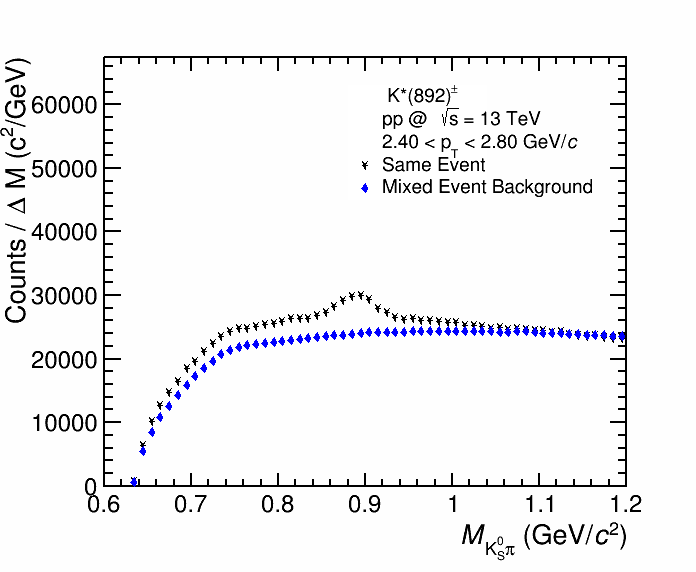 K*(892)±
pp @ √s = 13 TeV
2.40 < pT < 2.80 GeV/c
Same Event
Mixed Event Background
Counts / Δ M (c²/GeV)
60000
50000
40000
30000
20000
10000
0
0.6 0.7 0.8 0.9 1 1.1 1.2
M K⁰Sπ (GeV/c²)